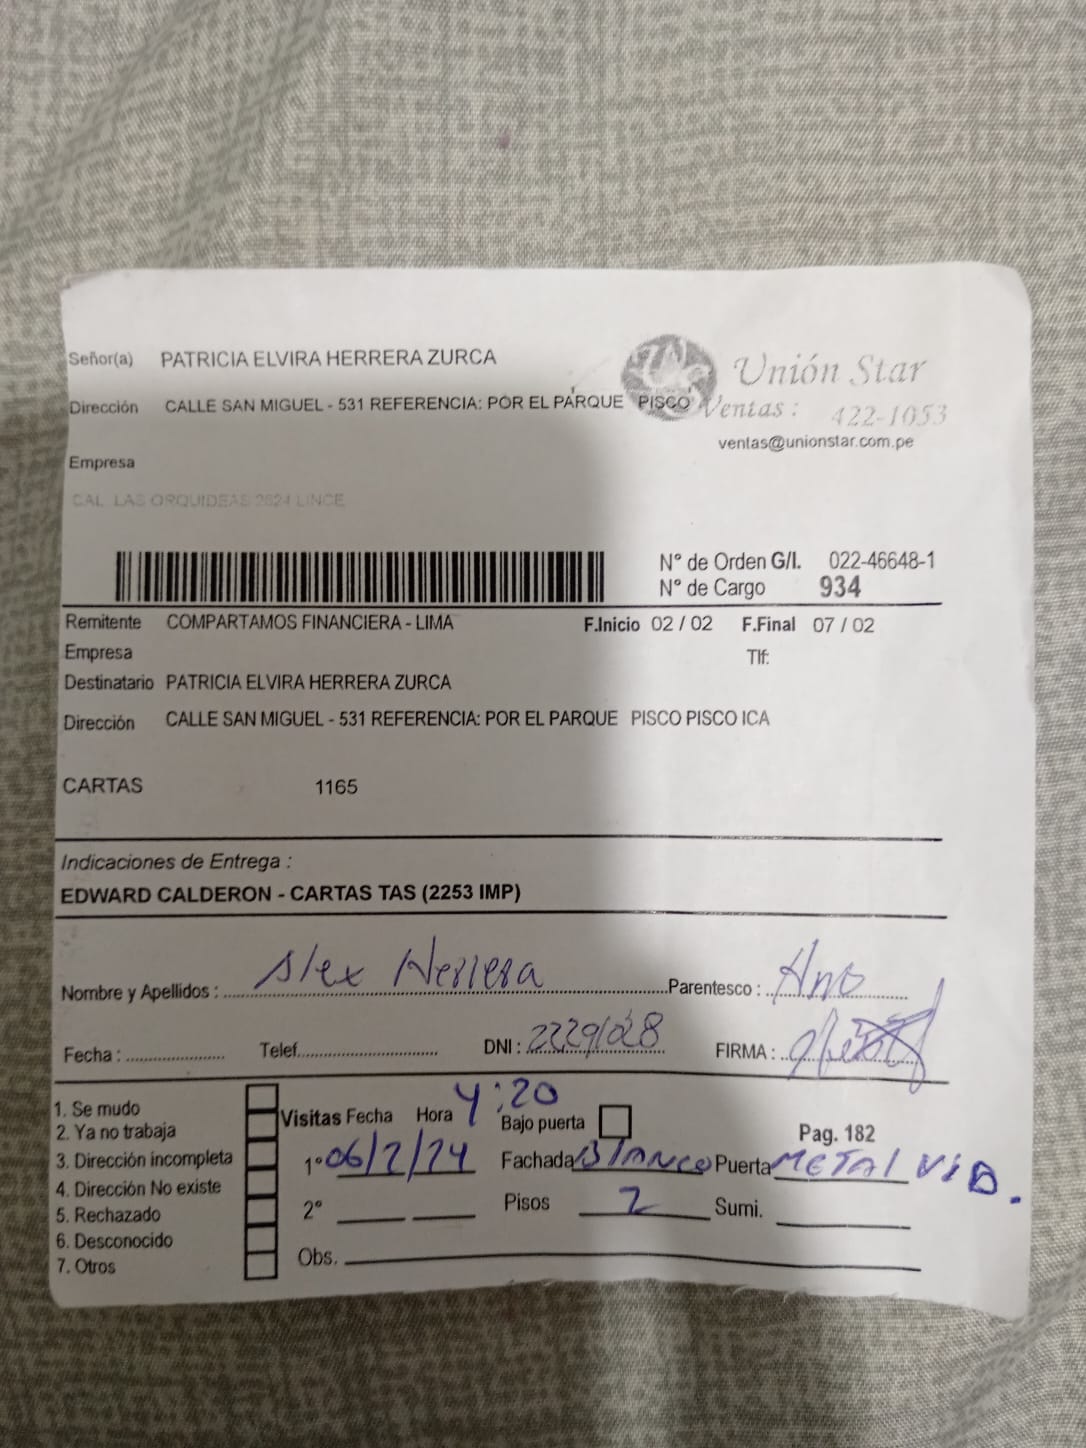 Señor(a) PATRICIA ELVIRA HERRERA ZURCA
Unión Star
Dirección CALLE SAN MIGUEL - 531 REFERENCIA: POR EL PARQUE PISCO
Ventas : 422-1053
ventas@unionstar.com.pe
Empresa
CAL LAS ORQUIDEAS 2624 LINCE
N° de Orden G/I. 022-46648-1
N° de Cargo 934
Remitente COMPARTAMOS FINANCIERA - LIMA F.Inicio 02 / 02 F.Final 07 / 02
Empresa Tlf:
Destinatario PATRICIA ELVIRA HERRERA ZURCA
Dirección CALLE SAN MIGUEL - 531 REFERENCIA: POR EL PARQUE PISCO PISCO ICA
CARTAS 1165
Indicaciones de Entrega :
EDWARD CALDERON - CARTAS TAS (2253 IMP)
Nombre y Apellidos : Alex Herrera Parentesco : Hno
Fecha : Telef. DNI : 22291028 FIRMA :
1. Se mudo
2. Ya no trabaja
3. Dirección incompleta
4. Dirección No existe
5. Rechazado
6. Desconocido
7. Otros
Visitas Fecha Hora 4:20 Bajo puerta Pag. 182
1° 06/2/24 Fachada BLANCO Puerta METAL VID.
2° Pisos 2 Sumi.
Obs.